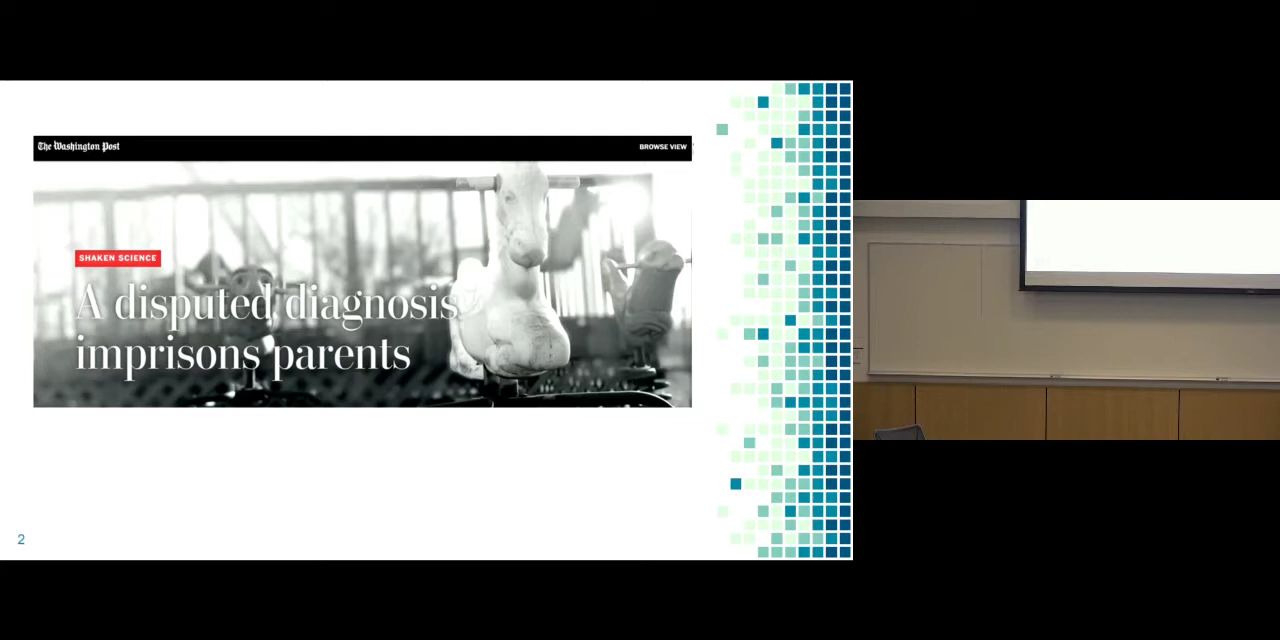 The Washington Post
BROWSE VIEW
SHAKEN SCIENCE
A disputed diagnosis
imprisons parents
2